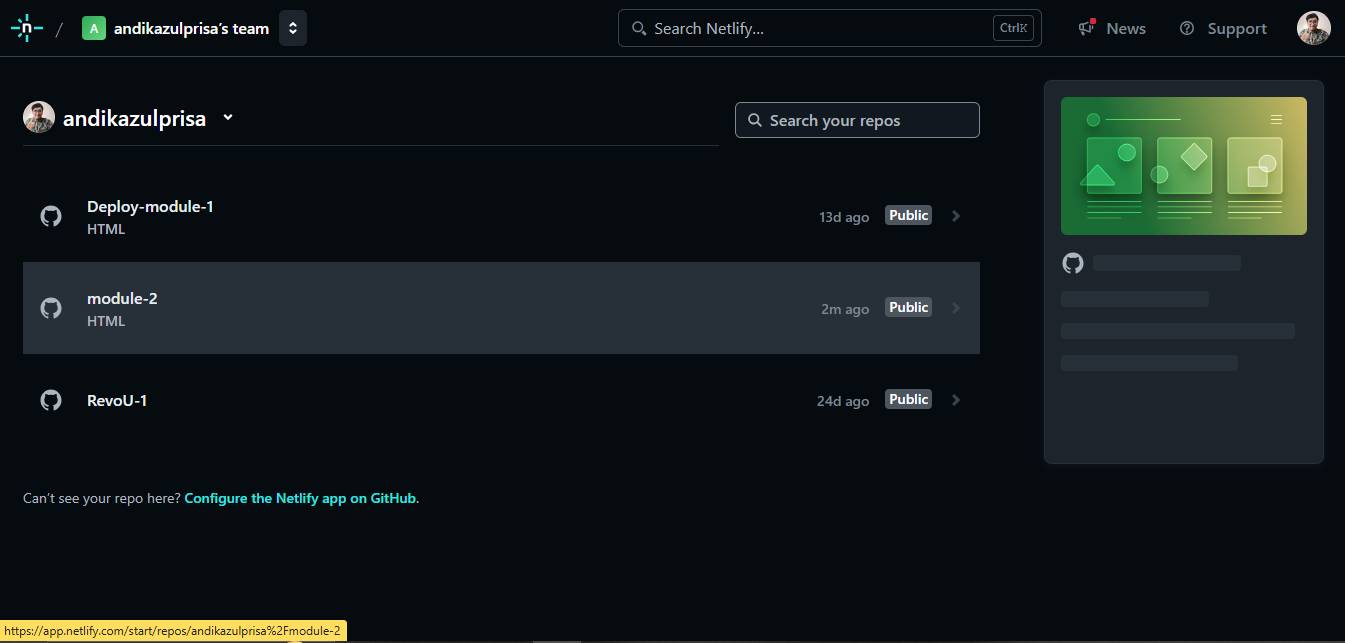 n / A andikazulprisa's team Search Netlify... Ctrl K News Support
andikazulprisa Search your repos
Deploy-module-1
HTML
13d ago Public
module-2
HTML
2m ago Public
RevoU-1
24d ago Public
Can't see your repo here? Configure the Netlify app on GitHub.
https://app.netlify.com/start/repos/andikazulprisa%2Fmodule-2